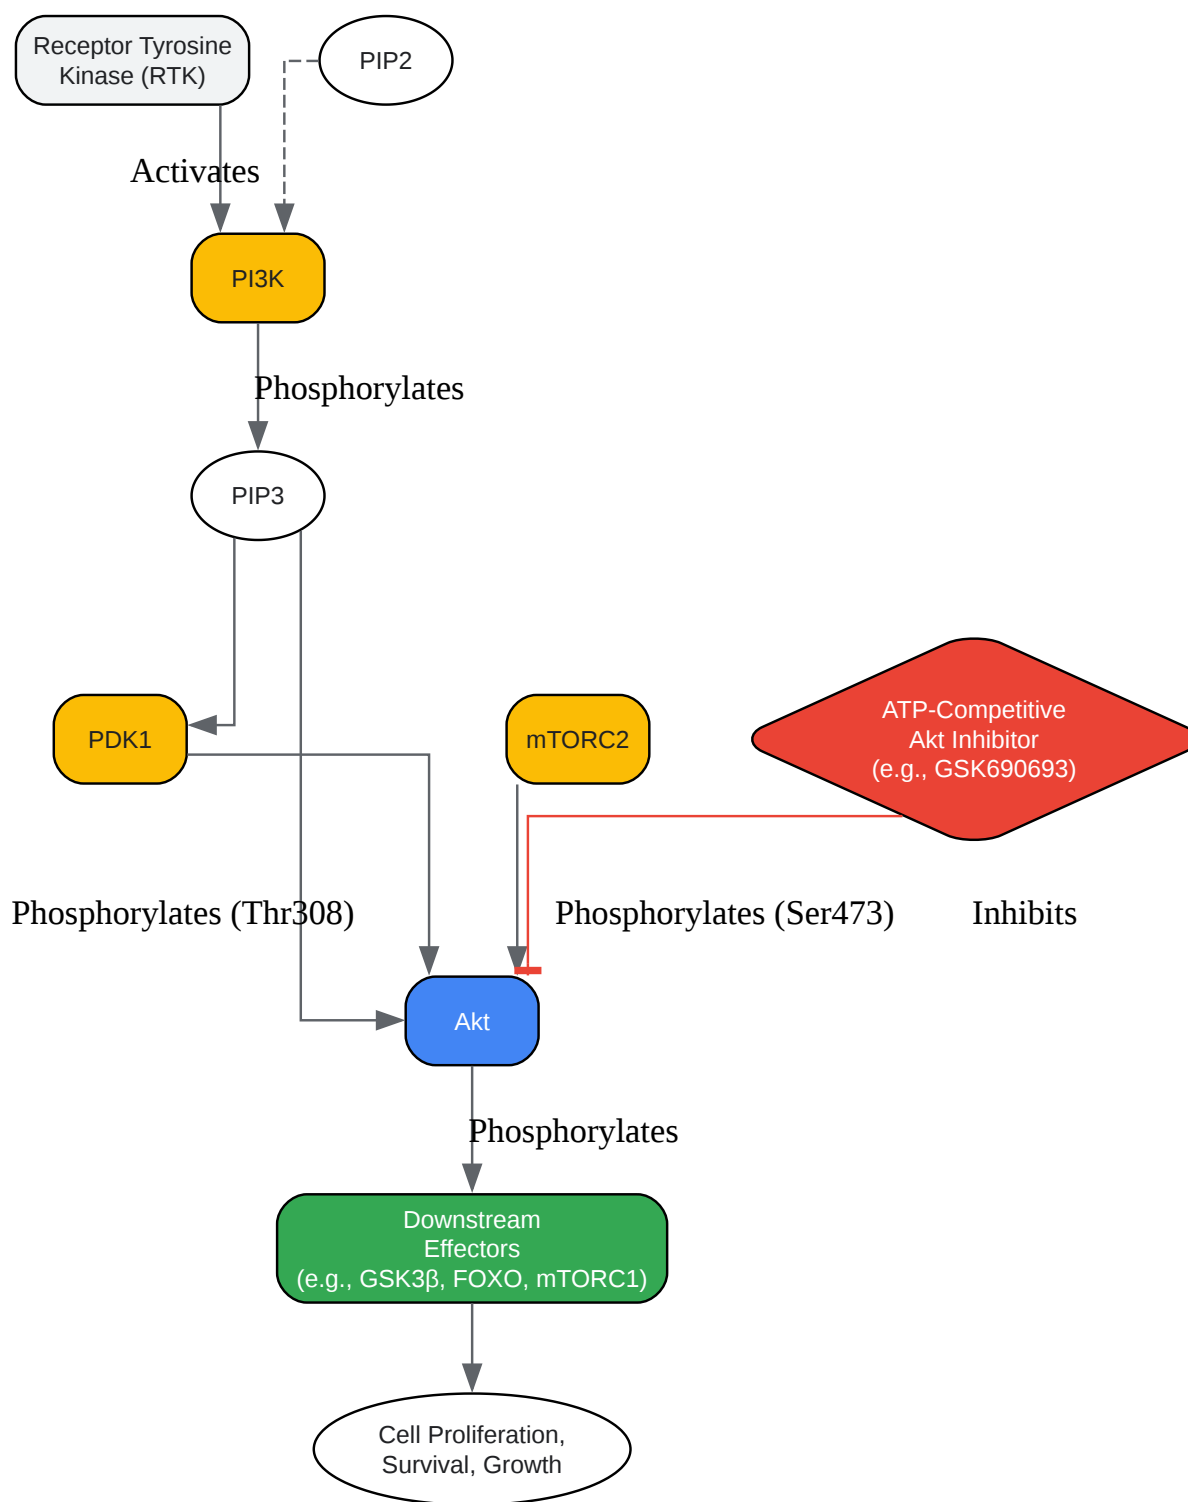 Receptor Tyrosine
Kinase (RTK)
PIP2
Activates
PI3K
Phosphorylates
PIP3
PDK1
mTORC2
ATP-Competitive
Akt Inhibitor
(e.g., GSK690693)
Phosphorylates (Thr308)
Phosphorylates (Ser473)
Inhibits
Akt
Phosphorylates
Downstream
Effectors
(e.g., GSK3β, FOXO, mTORC1)
Cell Proliferation,
Survival, Growth